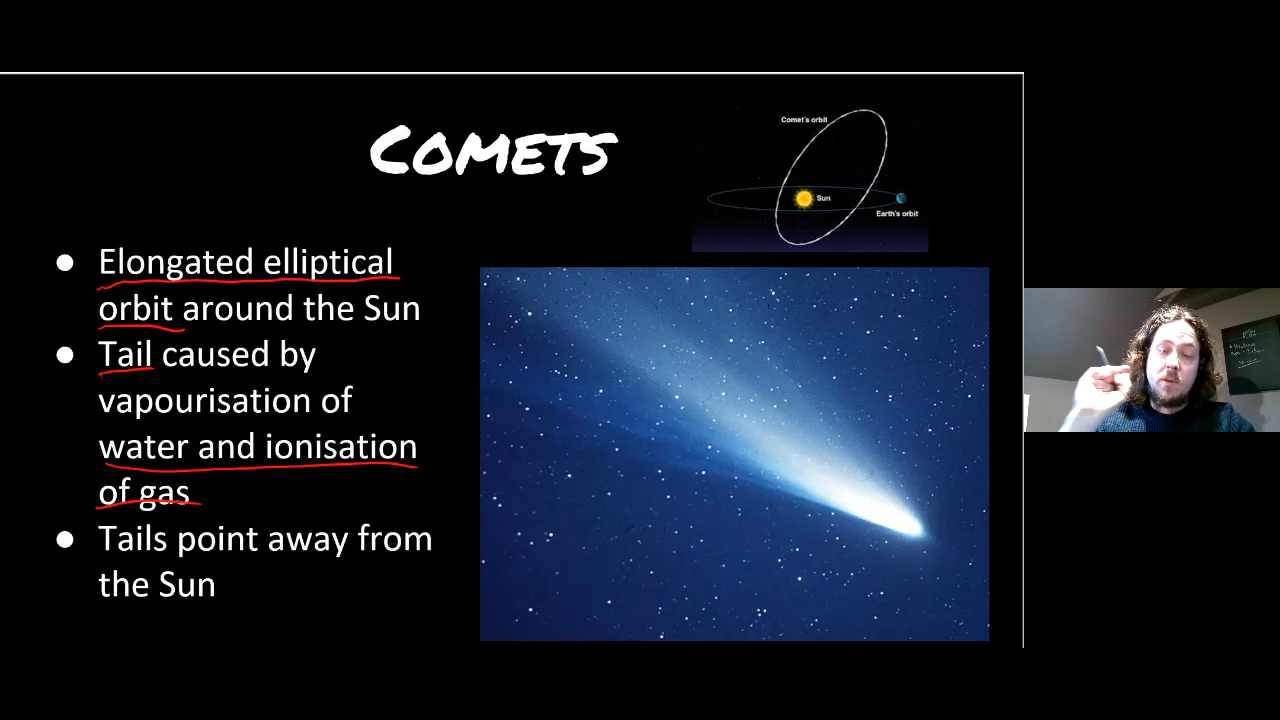 COMETS
Comet's orbit
Sun
Earth's orbit
● Elongated elliptical
orbit around the Sun
● Tail caused by
vapourisation of
water and ionisation
of gas
● Tails point away from
the Sun